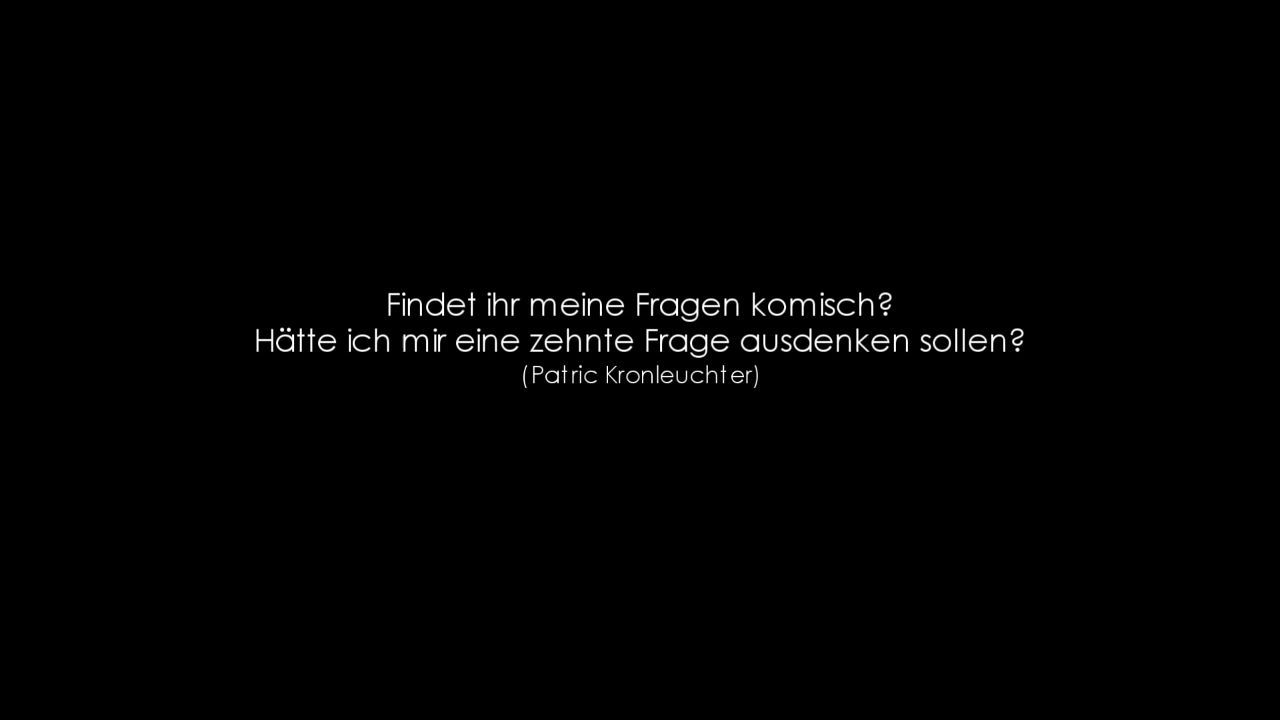 Findet ihr meine Fragen komisch?
Hätte ich mir eine zehnte Frage ausdenken sollen?
(Patric Kronleuchter)